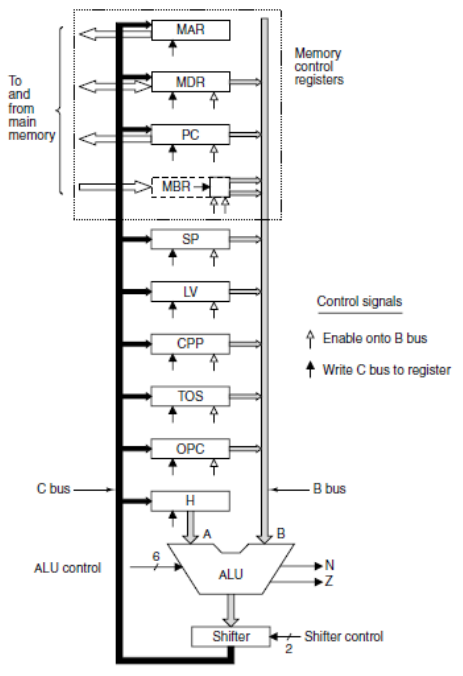 MAR
Memory
control
registers
To
and
from
main
memory
MDR
PC
MBR
SP
LV
Control signals
Enable onto B bus
CPP
Write C bus to register
TOS
OPC
C bus
B bus
H
A
B
6
ALU control
ALU
N
Z
Shifter
Shifter control
2